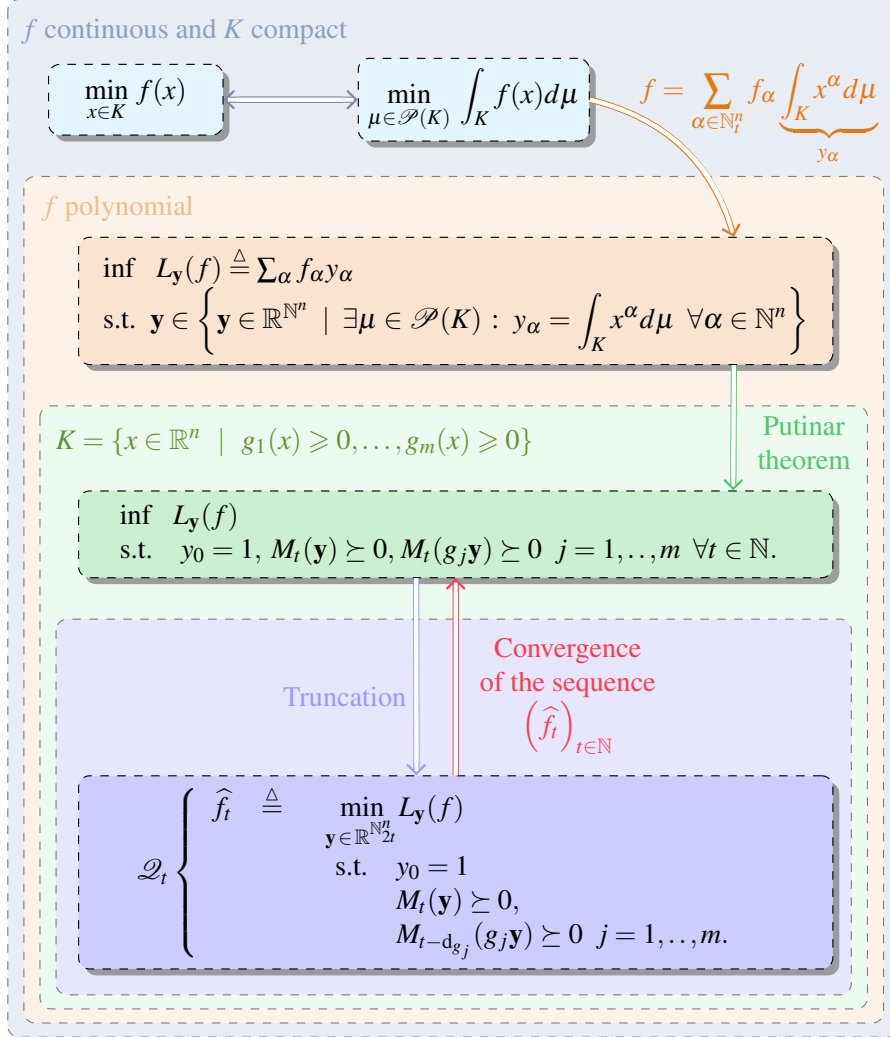 f continuous and K compact
min_{x∈K} f(x)
min_{μ∈𝒫(K)} ∫_K f(x)dμ
f = ∑_{α∈ℕ^n_t} f_α ∫_K x^α dμ
y_α
f polynomial
inf L_𝐲(f) ≜ ∑_α f_α y_α
s.t. 𝐲 ∈ { 𝐲 ∈ ℝ^{ℕ^n} | ∃μ ∈ 𝒫(K) : y_α = ∫_K x^α dμ ∀α ∈ ℕ^n }
K = {x ∈ ℝ^n | g_1(x) ⩾ 0,…,g_m(x) ⩾ 0}
Putinar
theorem
inf L_𝐲(f)
s.t. y_0 = 1, M_t(𝐲) ⪰ 0, M_t(g_j𝐲) ⪰ 0 j = 1,..,m ∀t ∈ ℕ.
Truncation
Convergence
of the sequence
(f̂_t)_{t∈ℕ}
𝒬_t { f̂_t ≜ min_{𝐲∈ℝ^{ℕ^n_{2t}}} L_𝐲(f)
s.t. y_0 = 1
M_t(𝐲) ⪰ 0,
M_{t−d_{g_j}}(g_j𝐲) ⪰ 0 j = 1,..,m.